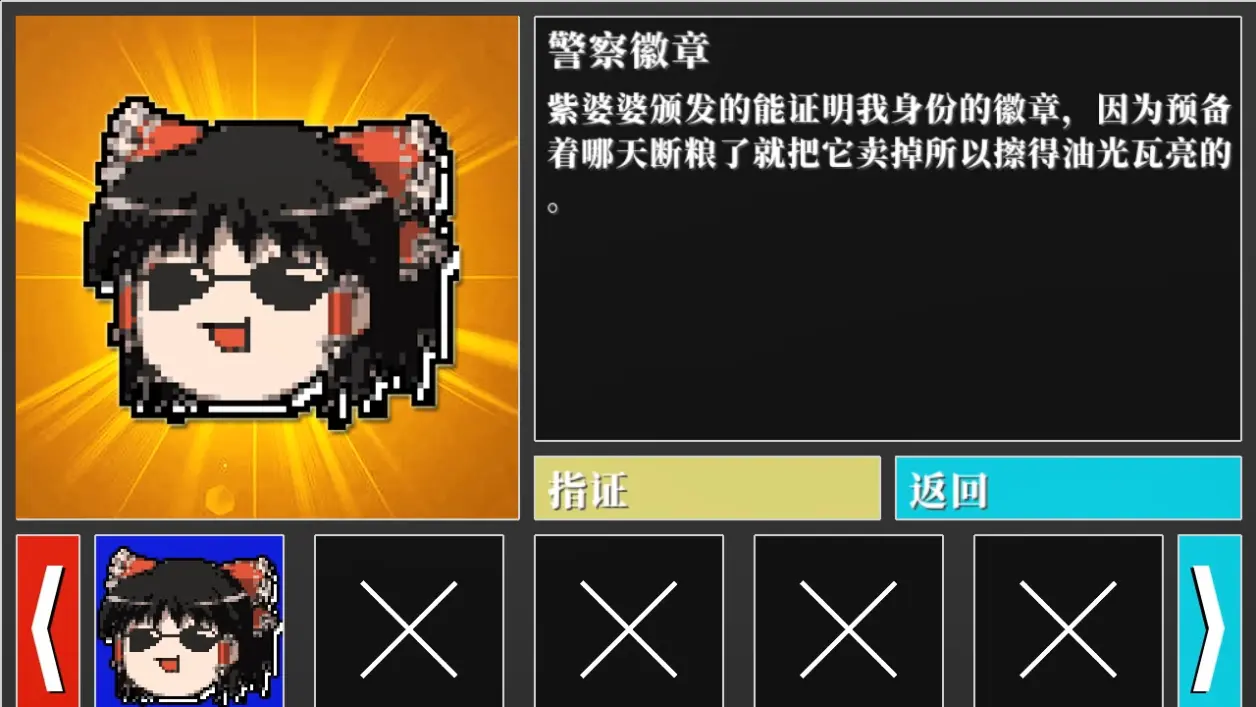 警察徽章
紫婆婆颁发的能证明我身份的徽章，因为预备
着哪天断粮了就把它卖掉所以擦得油光瓦亮的
。
指证
返回